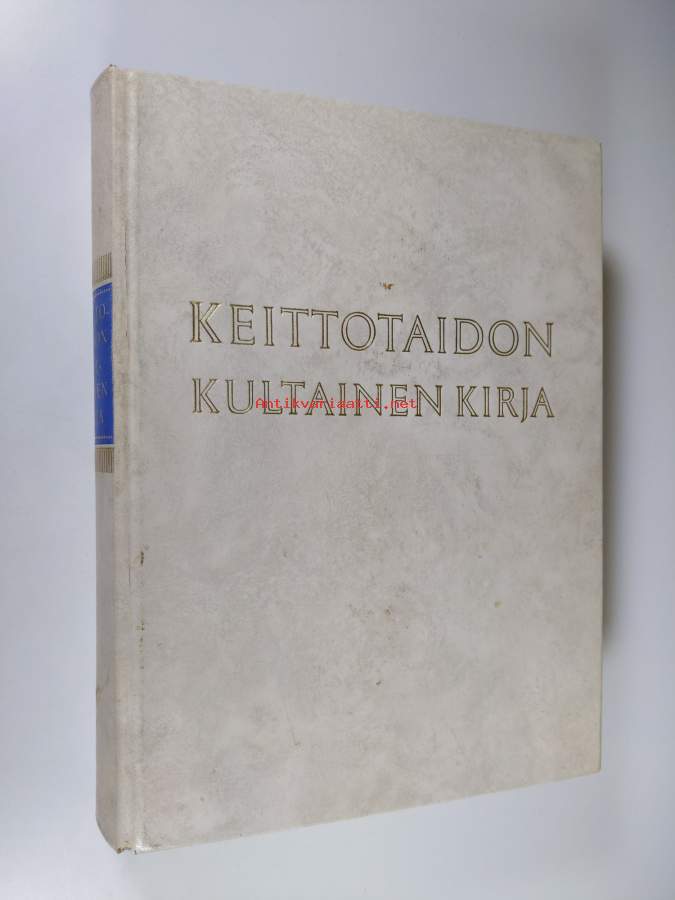 KEITTOTAIDON
KULTAINEN KIRJA
Antikvariaatti.net